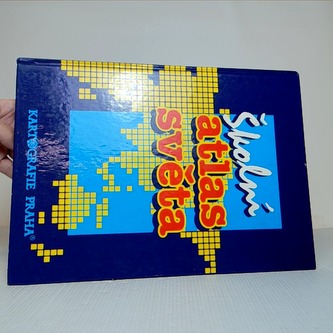 Školní
atlas
světa
KARTOGRAFIE PRAHA®